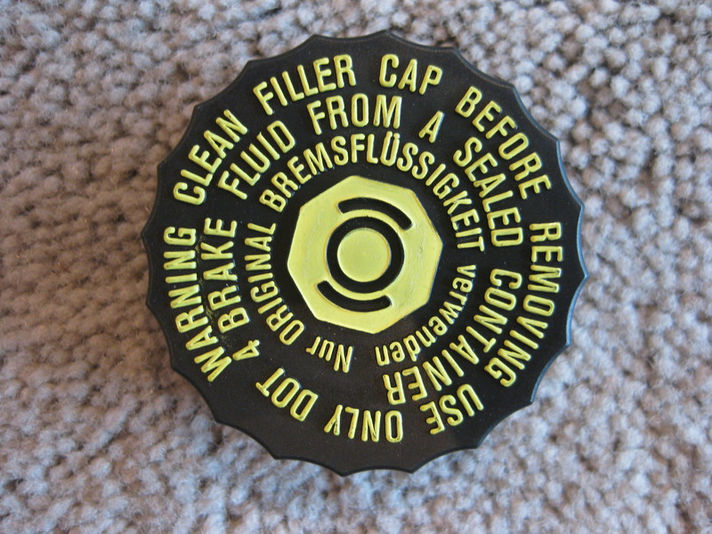 WARNING CLEAN FILLER CAP BEFORE REMOVING
USE ONLY DOT 4 BRAKE FLUID FROM A SEALED CONTAINER
Nur ORIGINAL BREMSFLÜSSIGKEIT verwenden